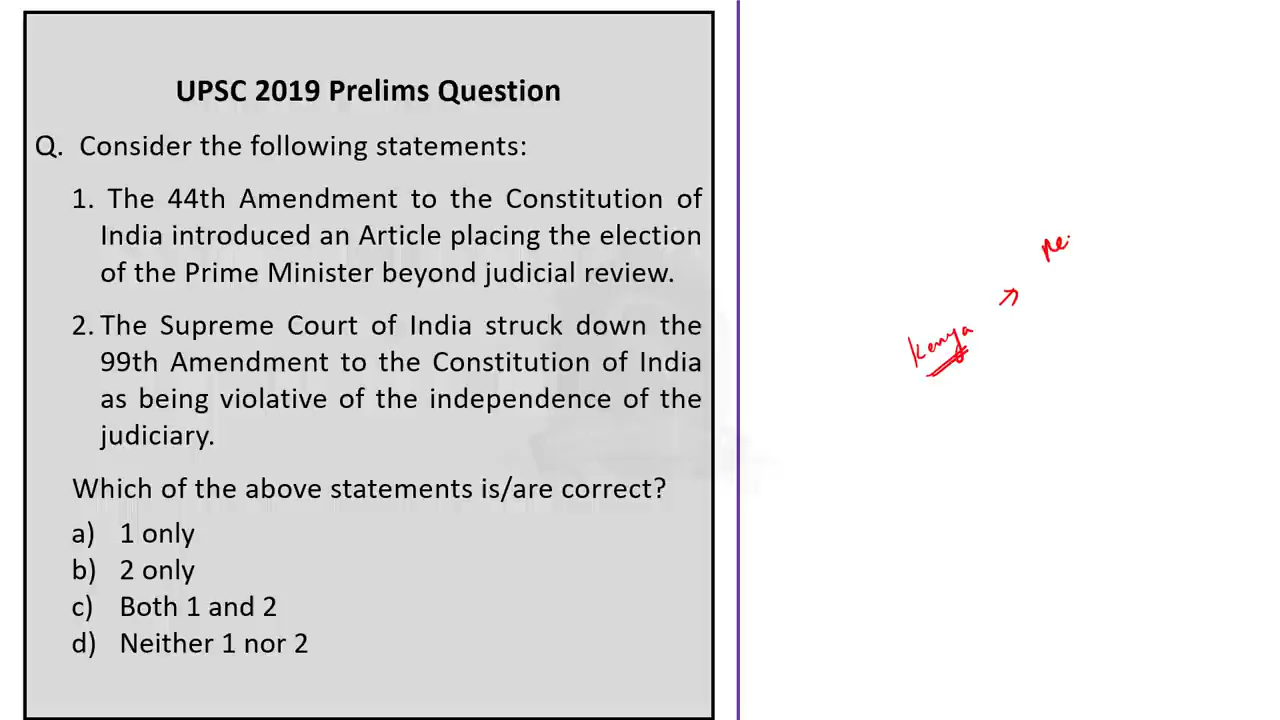 UPSC 2019 Prelims Question
Q. Consider the following statements:
1. The 44th Amendment to the Constitution of
India introduced an Article placing the election
of the Prime Minister beyond judicial review.
2. The Supreme Court of India struck down the
99th Amendment to the Constitution of India
as being violative of the independence of the
judiciary.
Which of the above statements is/are correct?
a) 1 only
b) 2 only
c) Both 1 and 2
d) Neither 1 nor 2
Kenya